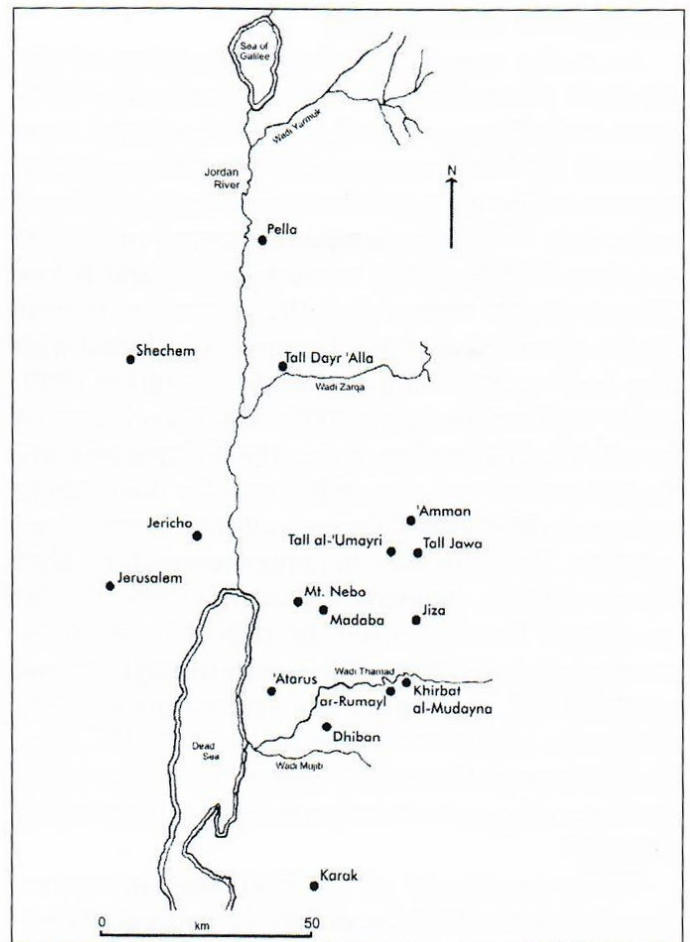 Sea of
Galilee
Wadi Yarmuk
Jordan
River
N
Pella
Shechem
Tall Dayr 'Alla
Wadi Zarqa
'Amman
Jericho
Tall al-'Umayri
Tall Jawa
Jerusalem
Mt. Nebo
Madaba
Jiza
Wadi Thamad
'Atarus
ar-Rumayl
Khirbat
al-Mudayna
Dhiban
Dead
Sea
Wadi Mujib
Karak
0
km
50